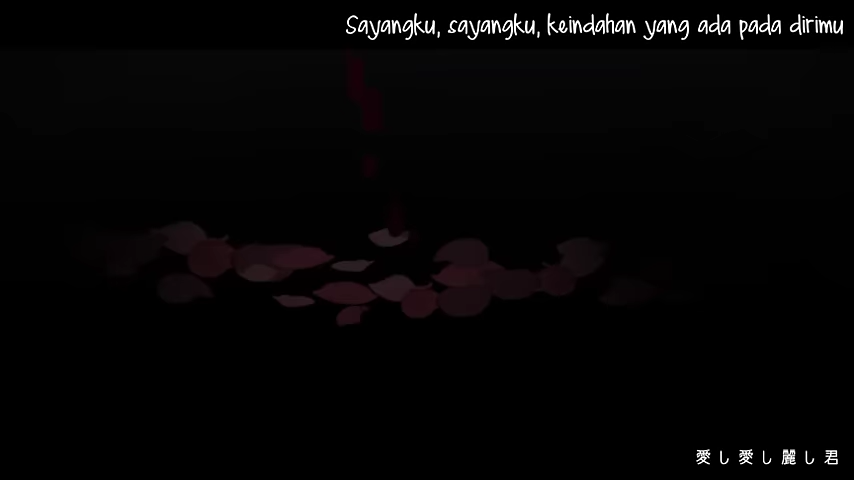 Sayangku, sayangku, keindahan yang ada pada dirimu
愛し愛し麗し君